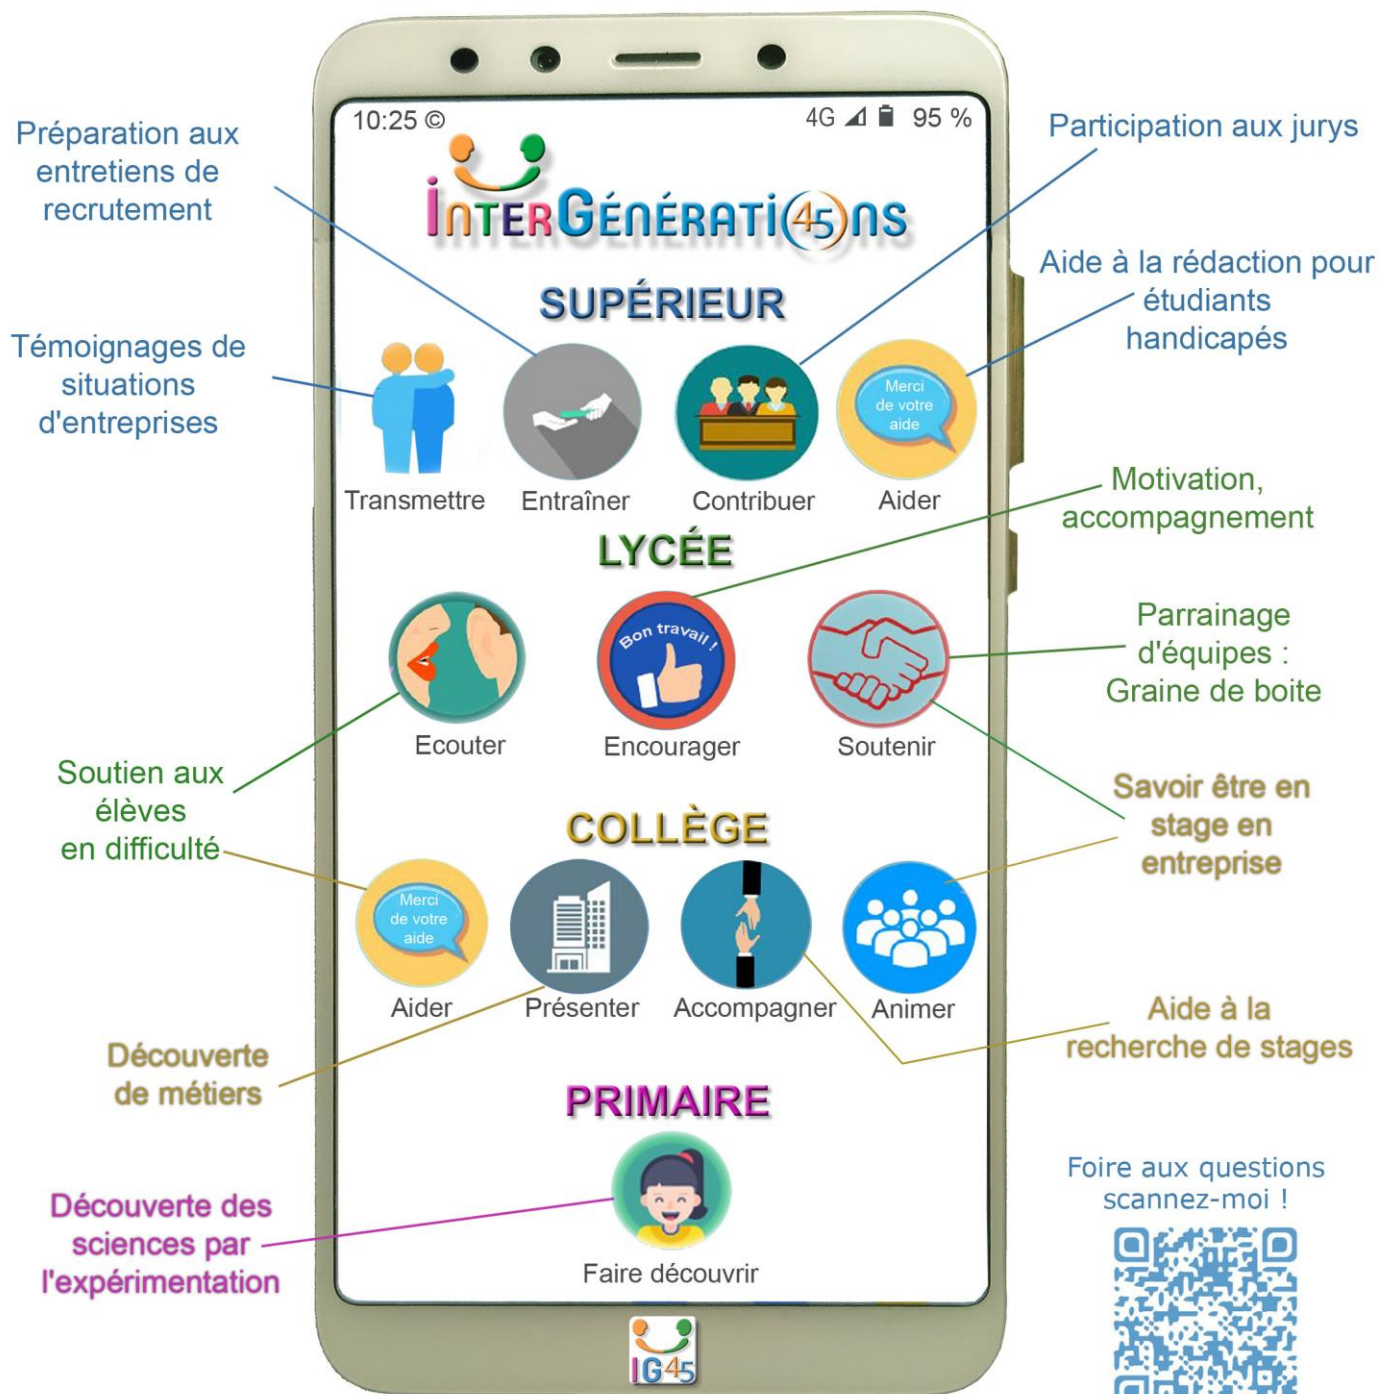 10:25 ©
4G
95 %
InterGénérati45ns
Préparation aux
entretiens de
recrutement
Participation aux jurys
Témoignages de
situations
d'entreprises
Aide à la rédaction pour
étudiants
handicapés
SUPÉRIEUR
Merci
de votre
aide
Transmettre
Entraîner
Contribuer
Aider
Motivation,
accompagnement
LYCÉE
Bon travail !
Ecouter
Encourager
Soutenir
Parrainage
d'équipes :
Graine de boite
Soutien aux
élèves
en difficulté
Savoir être en
stage en
entreprise
COLLÈGE
Merci
de votre
aide
Aider
Présenter
Accompagner
Animer
Découverte
de métiers
Aide à la
recherche de stages
PRIMAIRE
Faire découvrir
Découverte des
sciences par
l'expérimentation
Foire aux questions
scannez-moi !
IG45